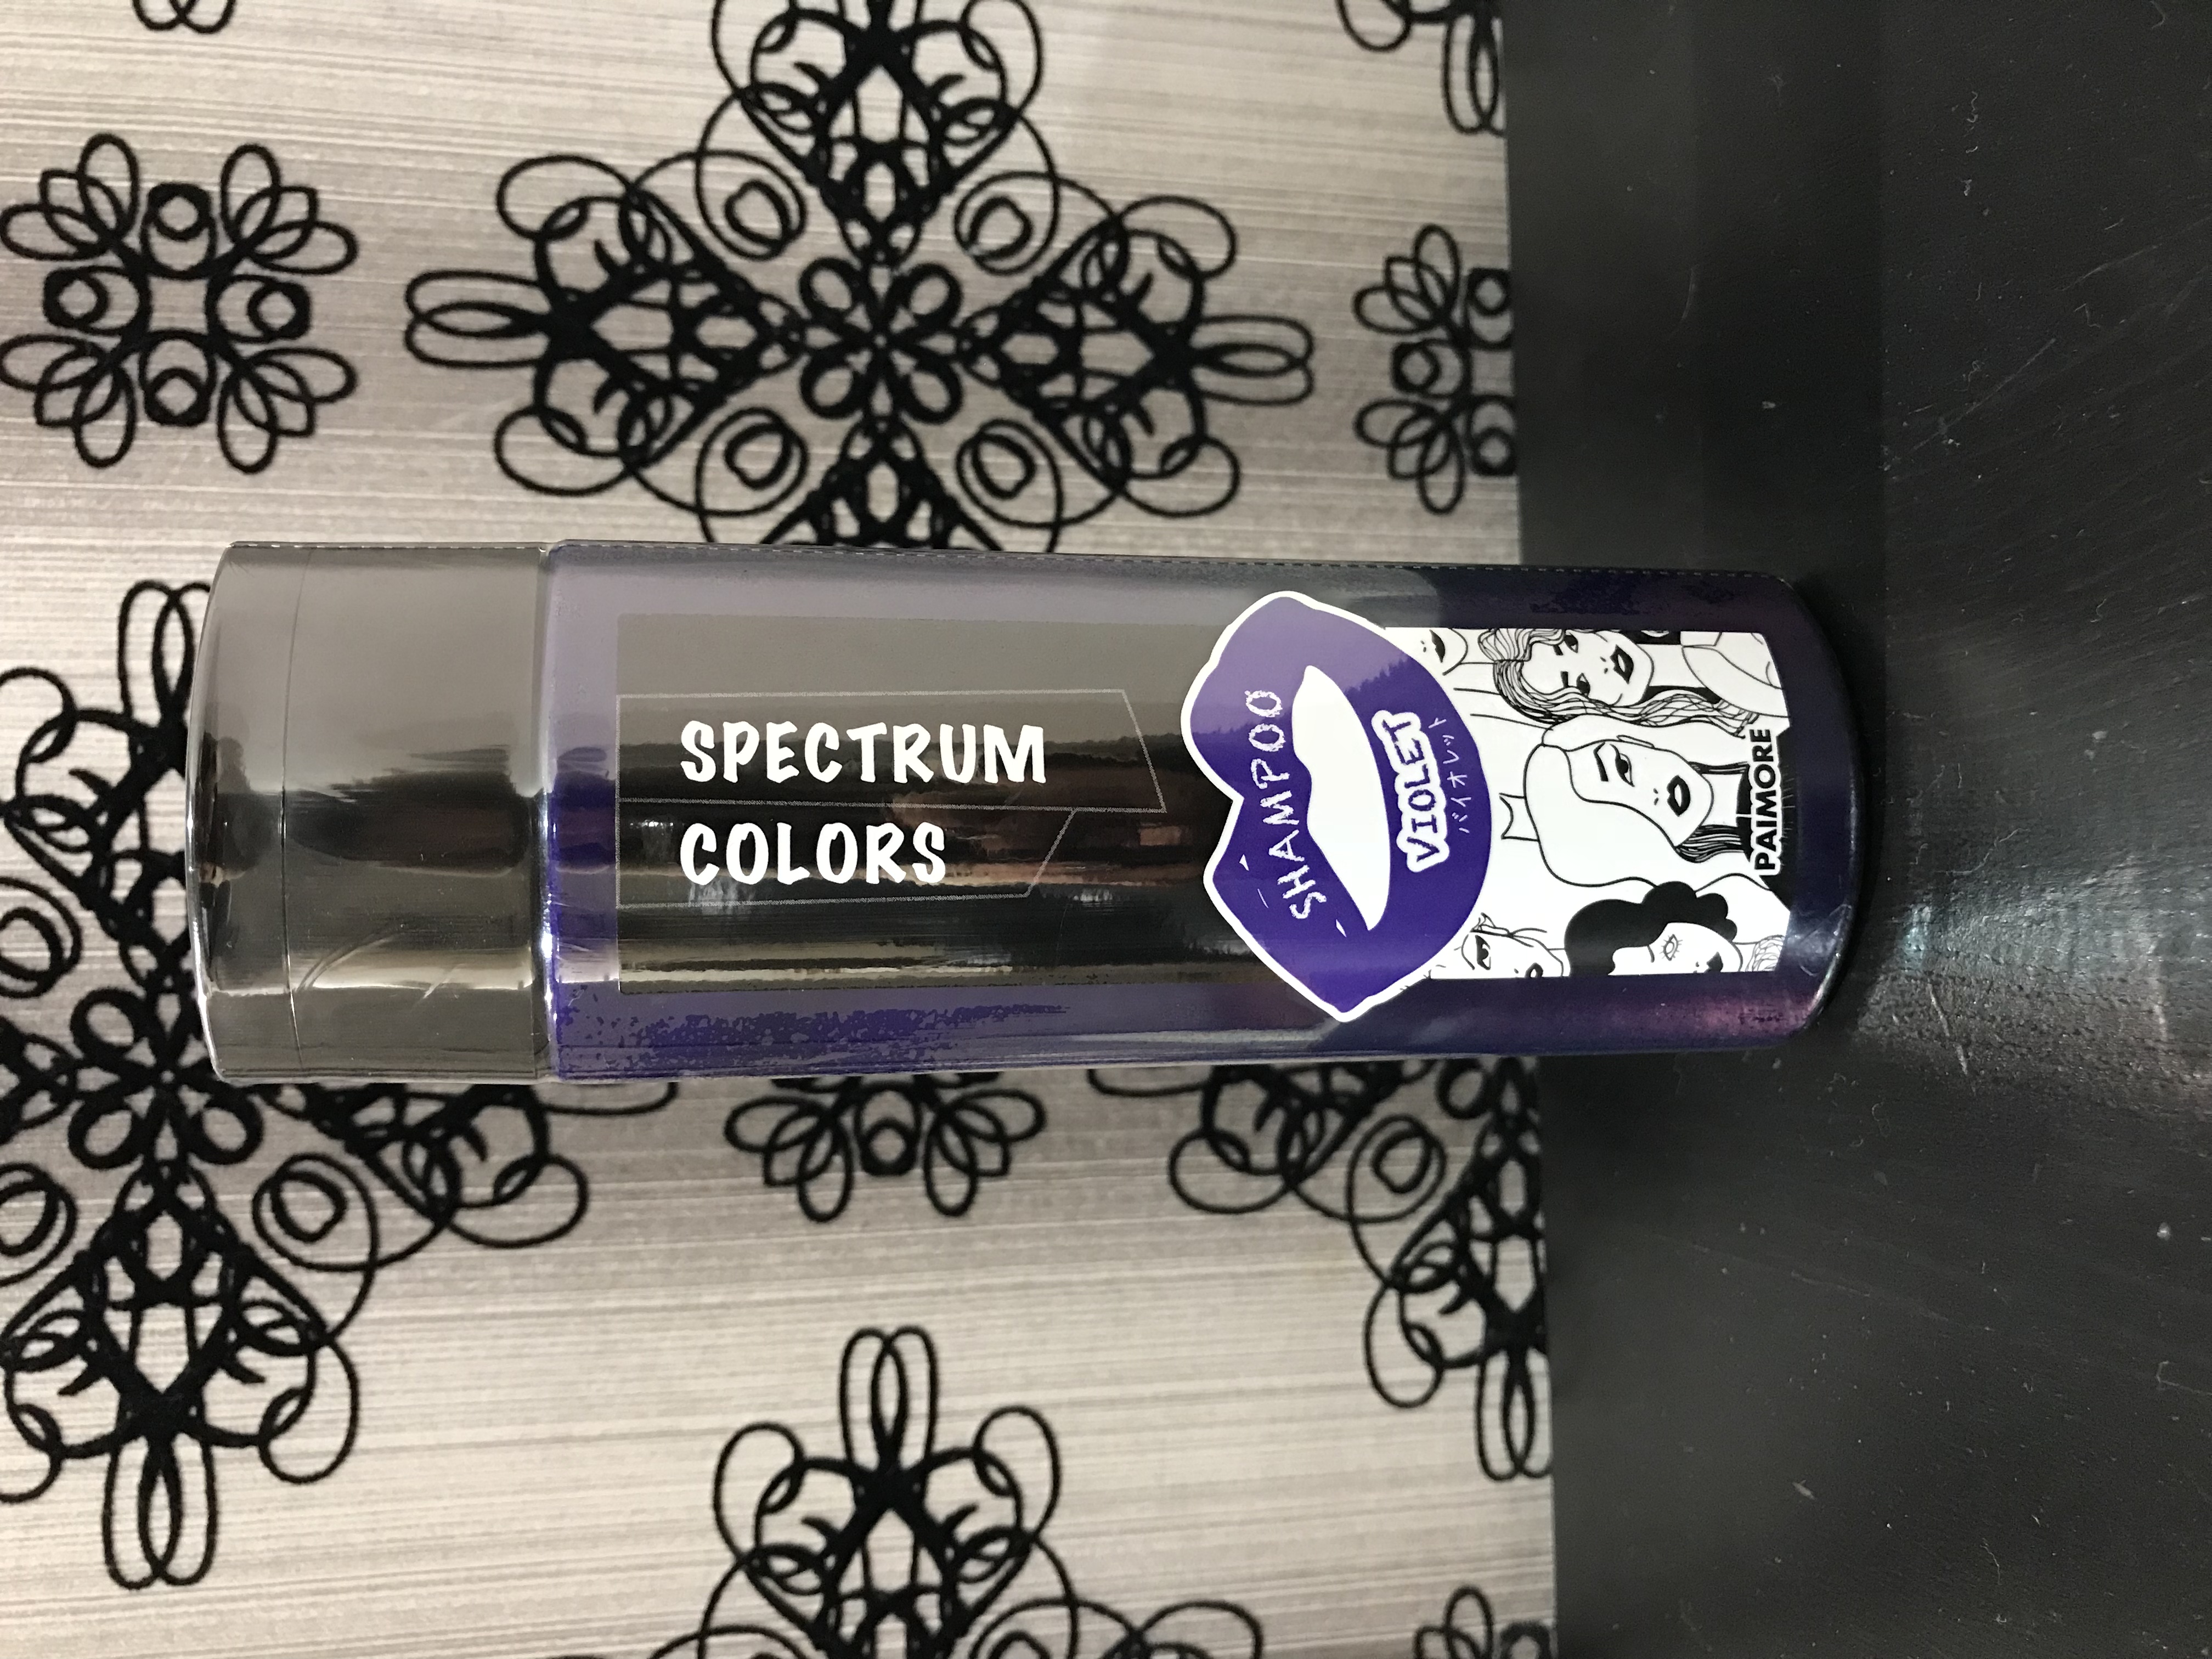 SPECTRUM
COLORS
SHAMPOO
VIOLET
バイオレット
PAIMORE